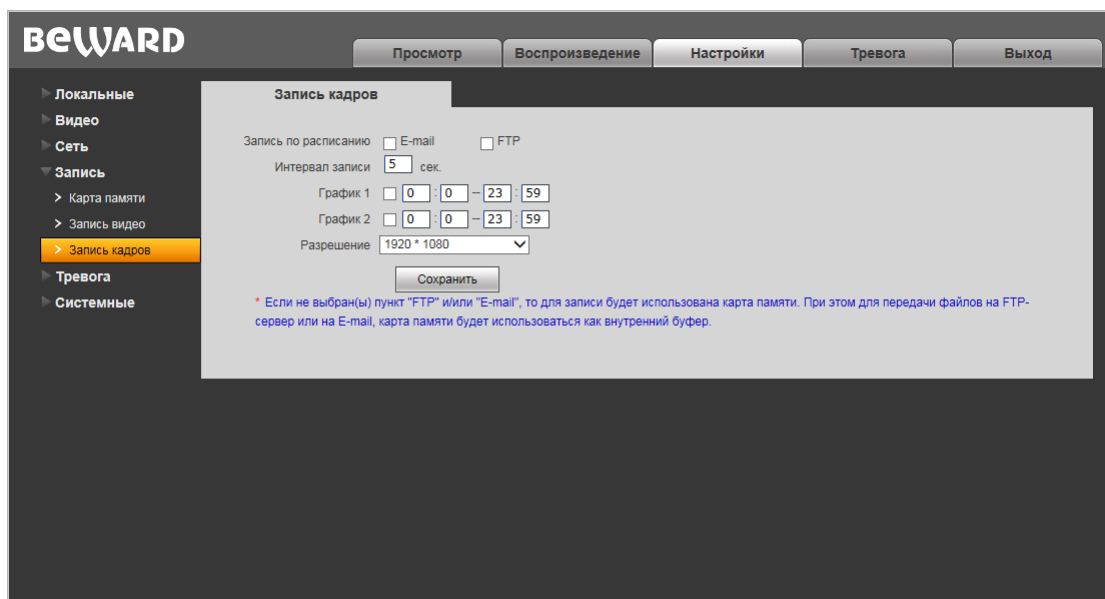 BEWARD
Просмотр Воспроизведение Настройки Тревога Выход
Локальные
Видео
Сеть
Запись
> Карта памяти
> Запись видео
> Запись кадров
Тревога
Системные
Запись кадров
Запись по расписанию E-mail FTP
Интервал записи 5 сек.
График 1 0 : 0 -- 23 : 59
График 2 0 : 0 -- 23 : 59
Разрешение 1920 * 1080
Сохранить
* Если не выбран(ы) пункт "FTP" и/или "E-mail", то для записи будет использована карта памяти. При этом для передачи файлов на FTP-
сервер или на E-mail, карта памяти будет использоваться как внутренний буфер.